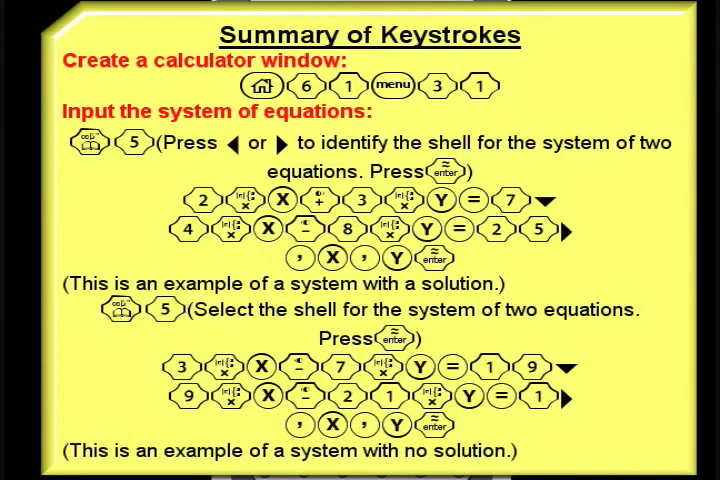 Summary of Keystrokes
Create a calculator window:
6 1 menu 3 1
Input the system of equations:
5 (Press ◀ or ▶ to identify the shell for the system of two
equations. Press ≈ enter )
2 × X + 3 × Y = 7 ▼
4 × X − 8 × Y = 2 5 ▶
, X , Y ≈ enter
(This is an example of a system with a solution.)
5 (Select the shell for the system of two equations.
Press ≈ enter )
3 × X − 7 × Y = 1 9 ▼
9 × X − 2 1 × Y = 1 ▶
, X , Y ≈ enter
(This is an example of a system with no solution.)